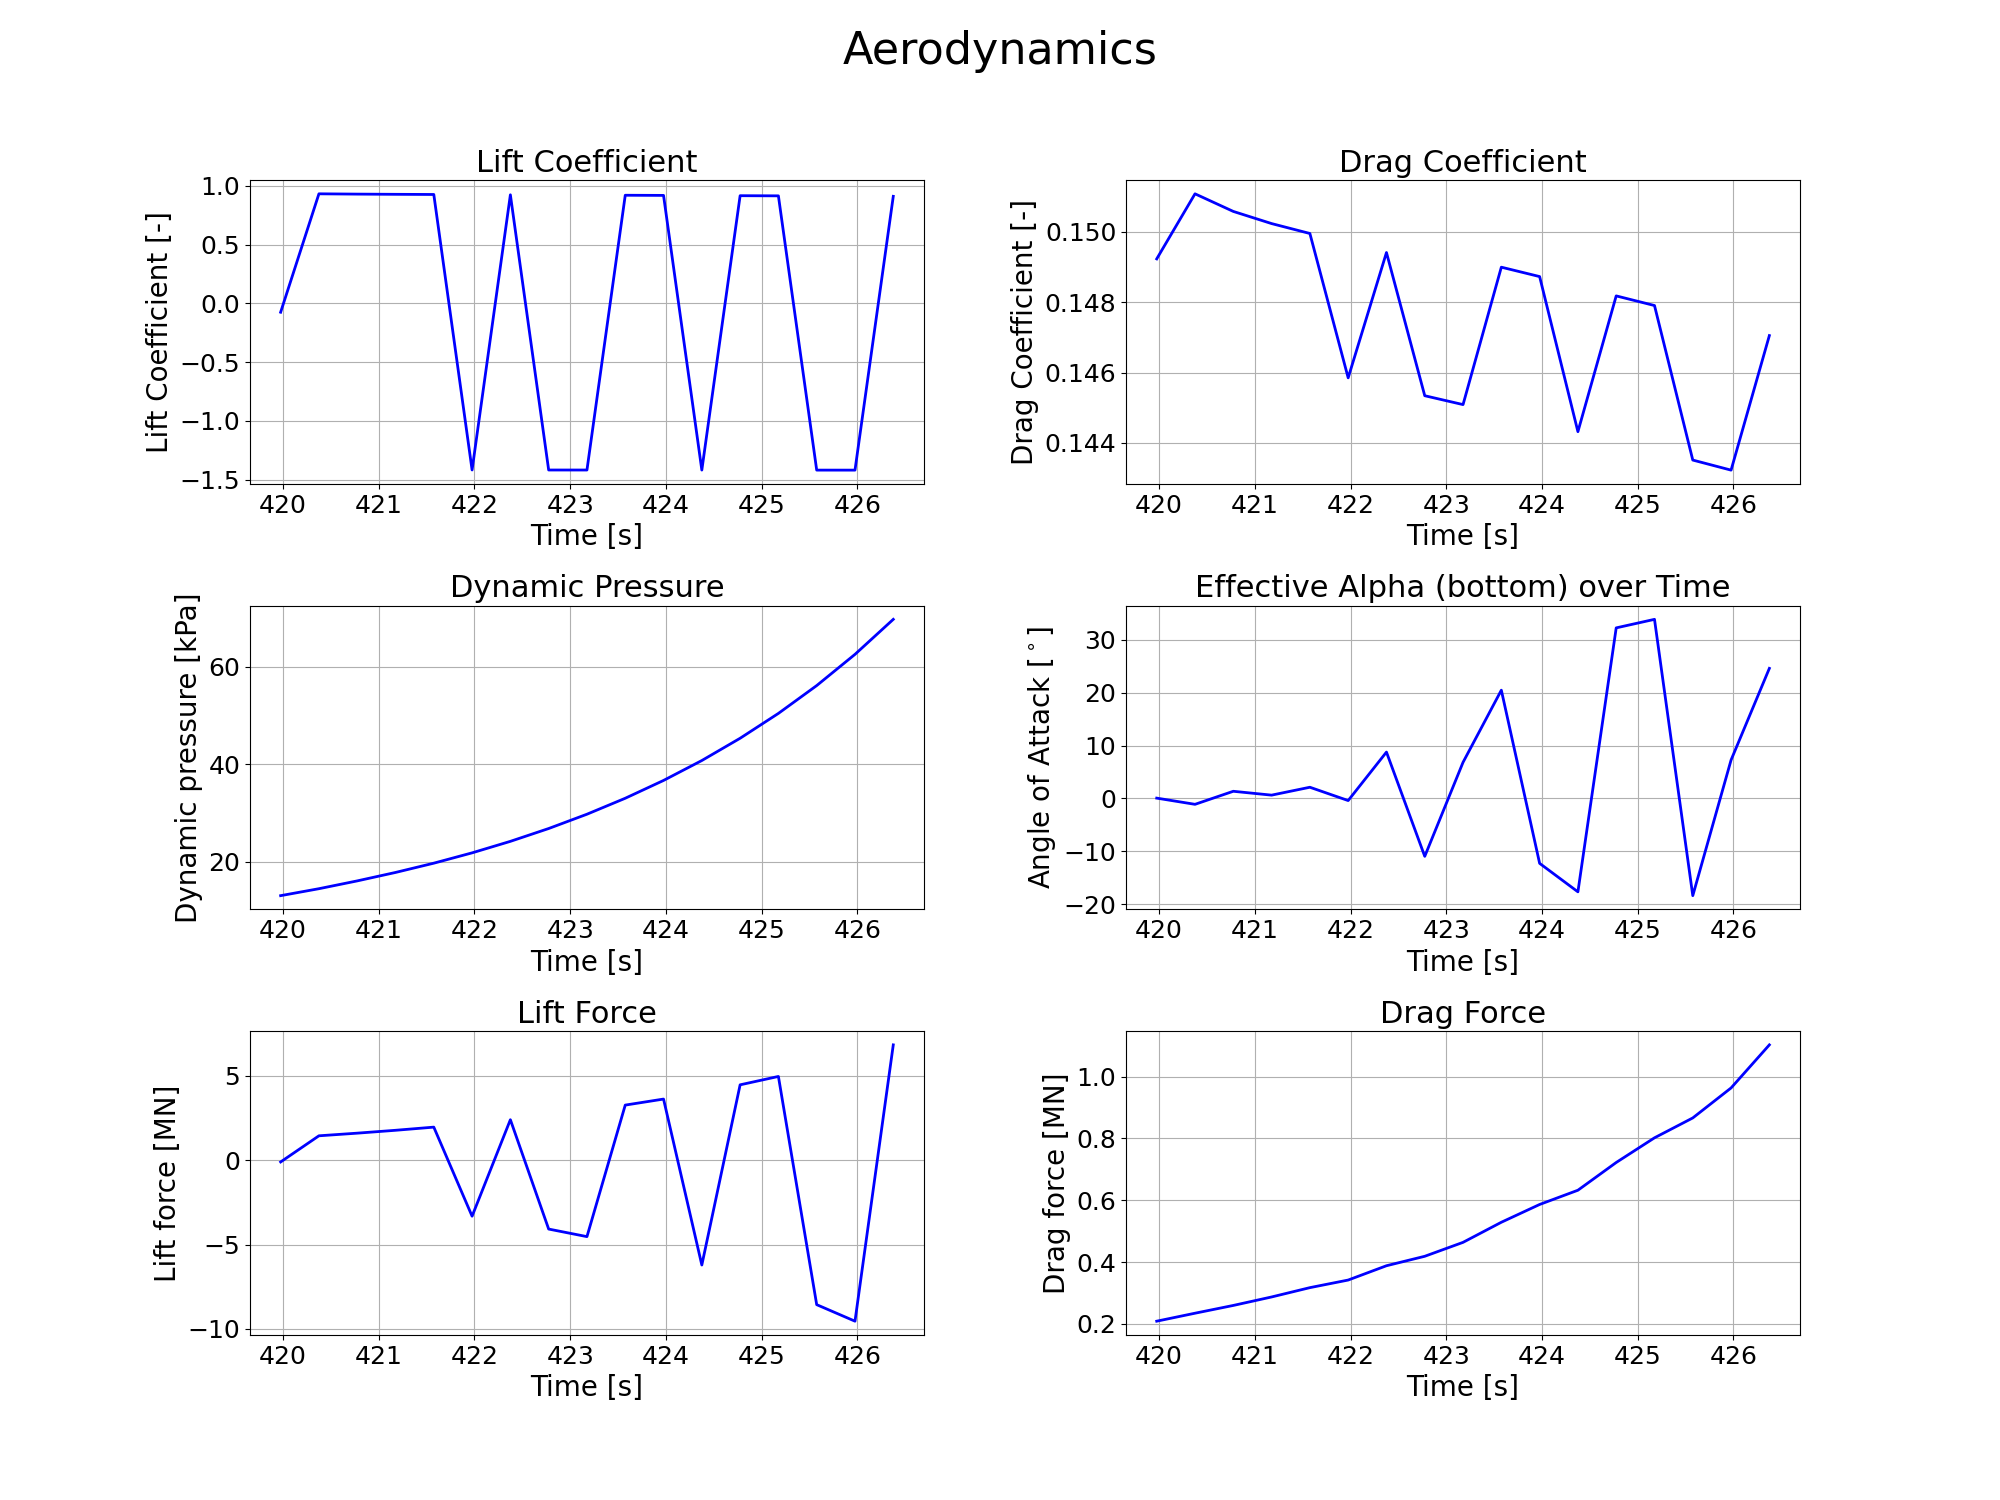 Aerodynamics
Lift Coefficient
Lift Coefficient [-]
1.0
0.5
0.0
−0.5
−1.0
−1.5
420 421 422 423 424 425 426
Time [s]
Drag Coefficient
Drag Coefficient [-]
0.150
0.148
0.146
0.144
420 421 422 423 424 425 426
Time [s]
Dynamic Pressure
Dynamic pressure [kPa]
60
40
20
420 421 422 423 424 425 426
Time [s]
Effective Alpha (bottom) over Time
Angle of Attack [°]
30
20
10
0
−10
−20
420 421 422 423 424 425 426
Time [s]
Lift Force
Lift force [MN]
5
0
−5
−10
420 421 422 423 424 425 426
Time [s]
Drag Force
Drag force [MN]
1.0
0.8
0.6
0.4
0.2
420 421 422 423 424 425 426
Time [s]